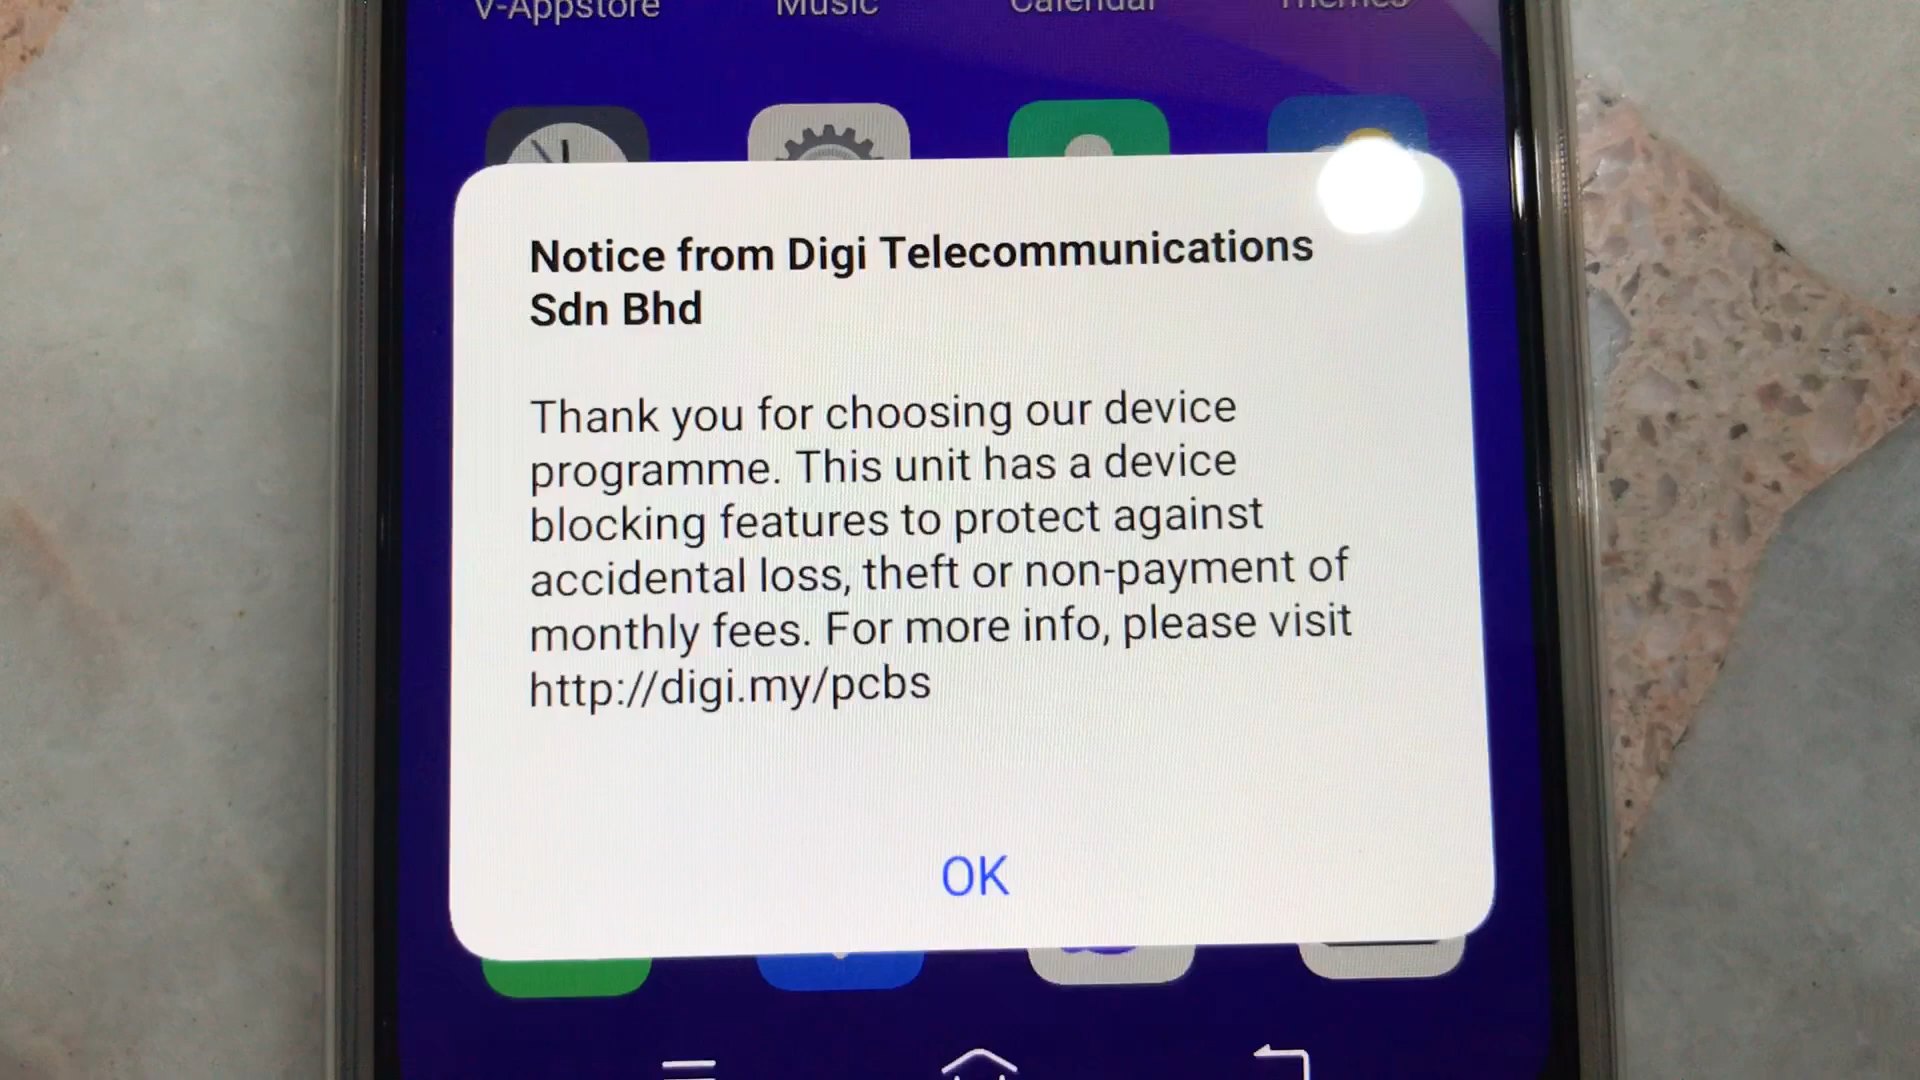 V-Appstore Music Calendar Themes
Notice from Digi Telecommunications
Sdn Bhd
Thank you for choosing our device
programme. This unit has a device
blocking features to protect against
accidental loss, theft or non-payment of
monthly fees. For more info, please visit
http://digi.my/pcbs
OK